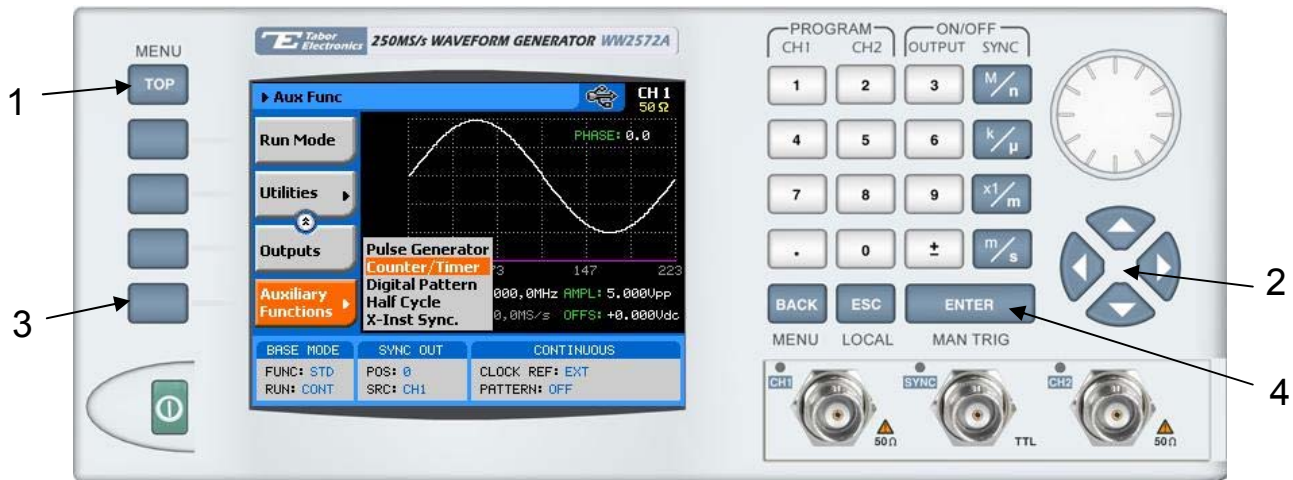 MENU
TOP
1
3
Tabor
Electronics
250MS/s WAVEFORM GENERATOR WW2572A
Aux Func
CH 1
50 Ω
Run Mode
Utilities
Outputs
Auxiliary
Functions
PHASE: 0.0
Pulse Generator
Counter/Timer
Digital Pattern
Half Cycle
X-Inst Sync.
73 147 223
000,0MHz AMPL: 5.000Vpp
0,0MS/s OFFS: +0.000Vdc
BASE MODE
FUNC: STD
RUN: CONT
SYNC OUT
POS: 0
SRC: CH1
CONTINUOUS
CLOCK REF: EXT
PATTERN: OFF
PROGRAM
CH1 CH2
ON/OFF
OUTPUT SYNC
1 2 3 M/n
4 5 6 k/µ
7 8 9 x1/m
. 0 ± m/s
BACK ESC ENTER
MENU LOCAL MAN TRIG
2
4
CH1
50 Ω
SYNC
TTL
CH2
50 Ω